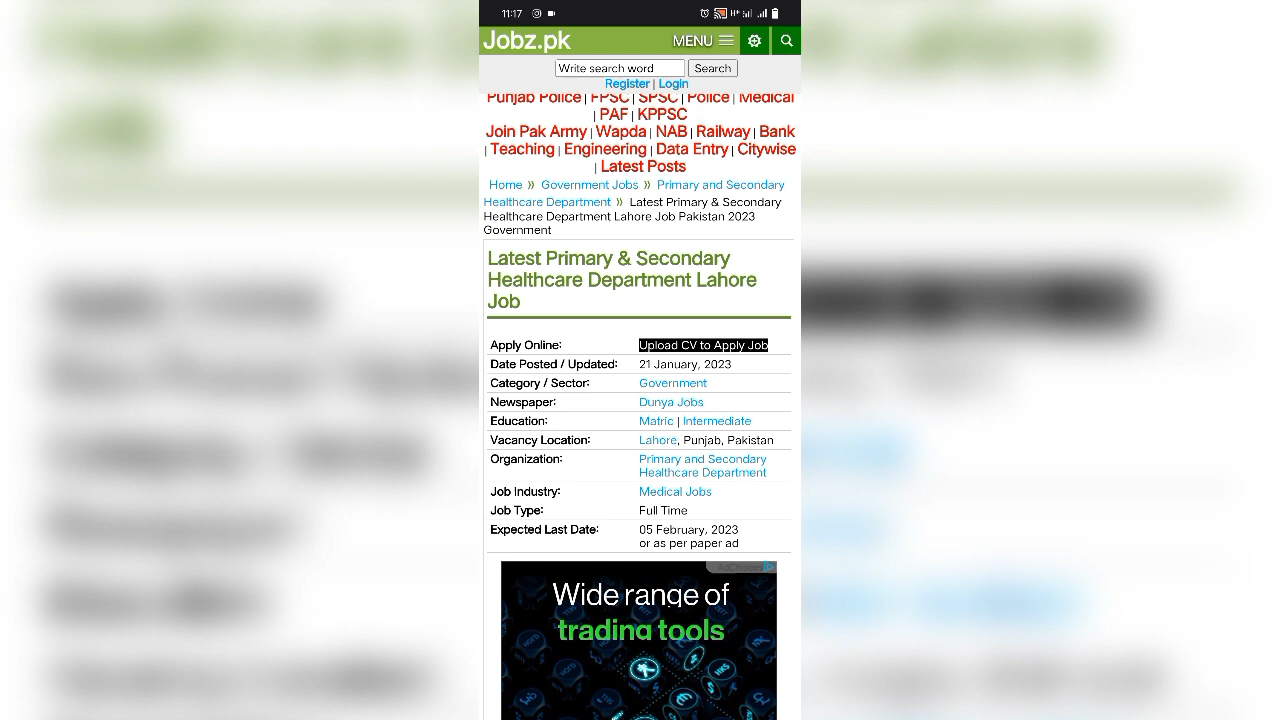 11:17
H+
Jobz.pk
MENU
Write search word
Search
Register | Login
Punjab Police | FPSC | SPSC | Police | Medical
| PAF | KPPSC
Join Pak Army | Wapda | NAB | Railway | Bank
| Teaching | Engineering | Data Entry | Citywise
| Latest Posts
Home » Government Jobs » Primary and Secondary
Healthcare Department » Latest Primary & Secondary
Healthcare Department Lahore Job Pakistan 2023
Government
Latest Primary & Secondary
Healthcare Department Lahore
Job
Apply Online: Upload CV to Apply Job
Date Posted / Updated: 21 January, 2023
Category / Sector: Government
Newspaper: Dunya Jobs
Education: Matric | Intermediate
Vacancy Location: Lahore, Punjab, Pakistan
Organization: Primary and Secondary
Healthcare Department
Job Industry: Medical Jobs
Job Type: Full Time
Expected Last Date: 05 February, 2023
or as per paper ad
AdChoices
Wide range of
trading tools